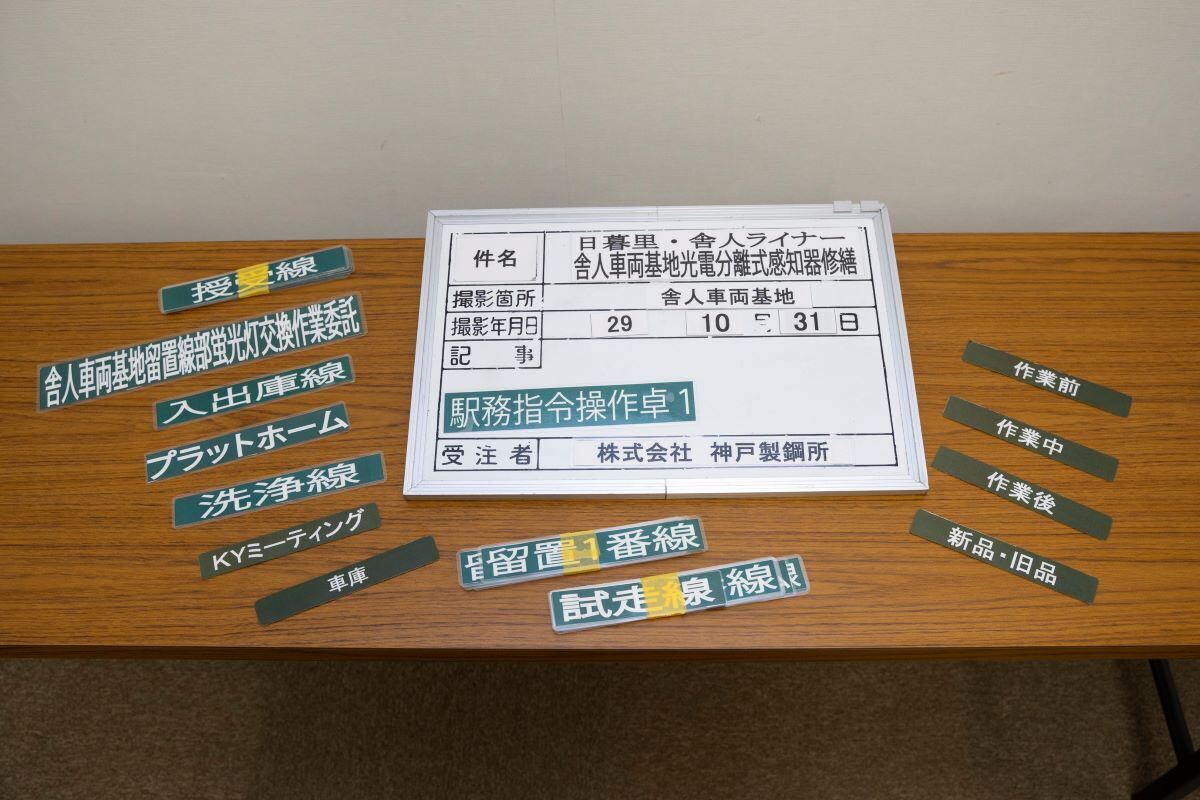 件名
日暮里・舎人ライナー
舎人車両基地光電分離式感知器修繕
撮影箇所
舎人車両基地
撮影年月日
29 10 月 31 日
記事
駅務指令操作卓1
受注者
株式会社 神戸製鋼所
授受線
舎人車両基地留置線部蛍光灯交換作業委託
入出庫線
プラットホーム
洗浄線
KYミーティング
車庫
留置1番線
試走線
線
線
作業前
作業中
作業後
新品・旧品